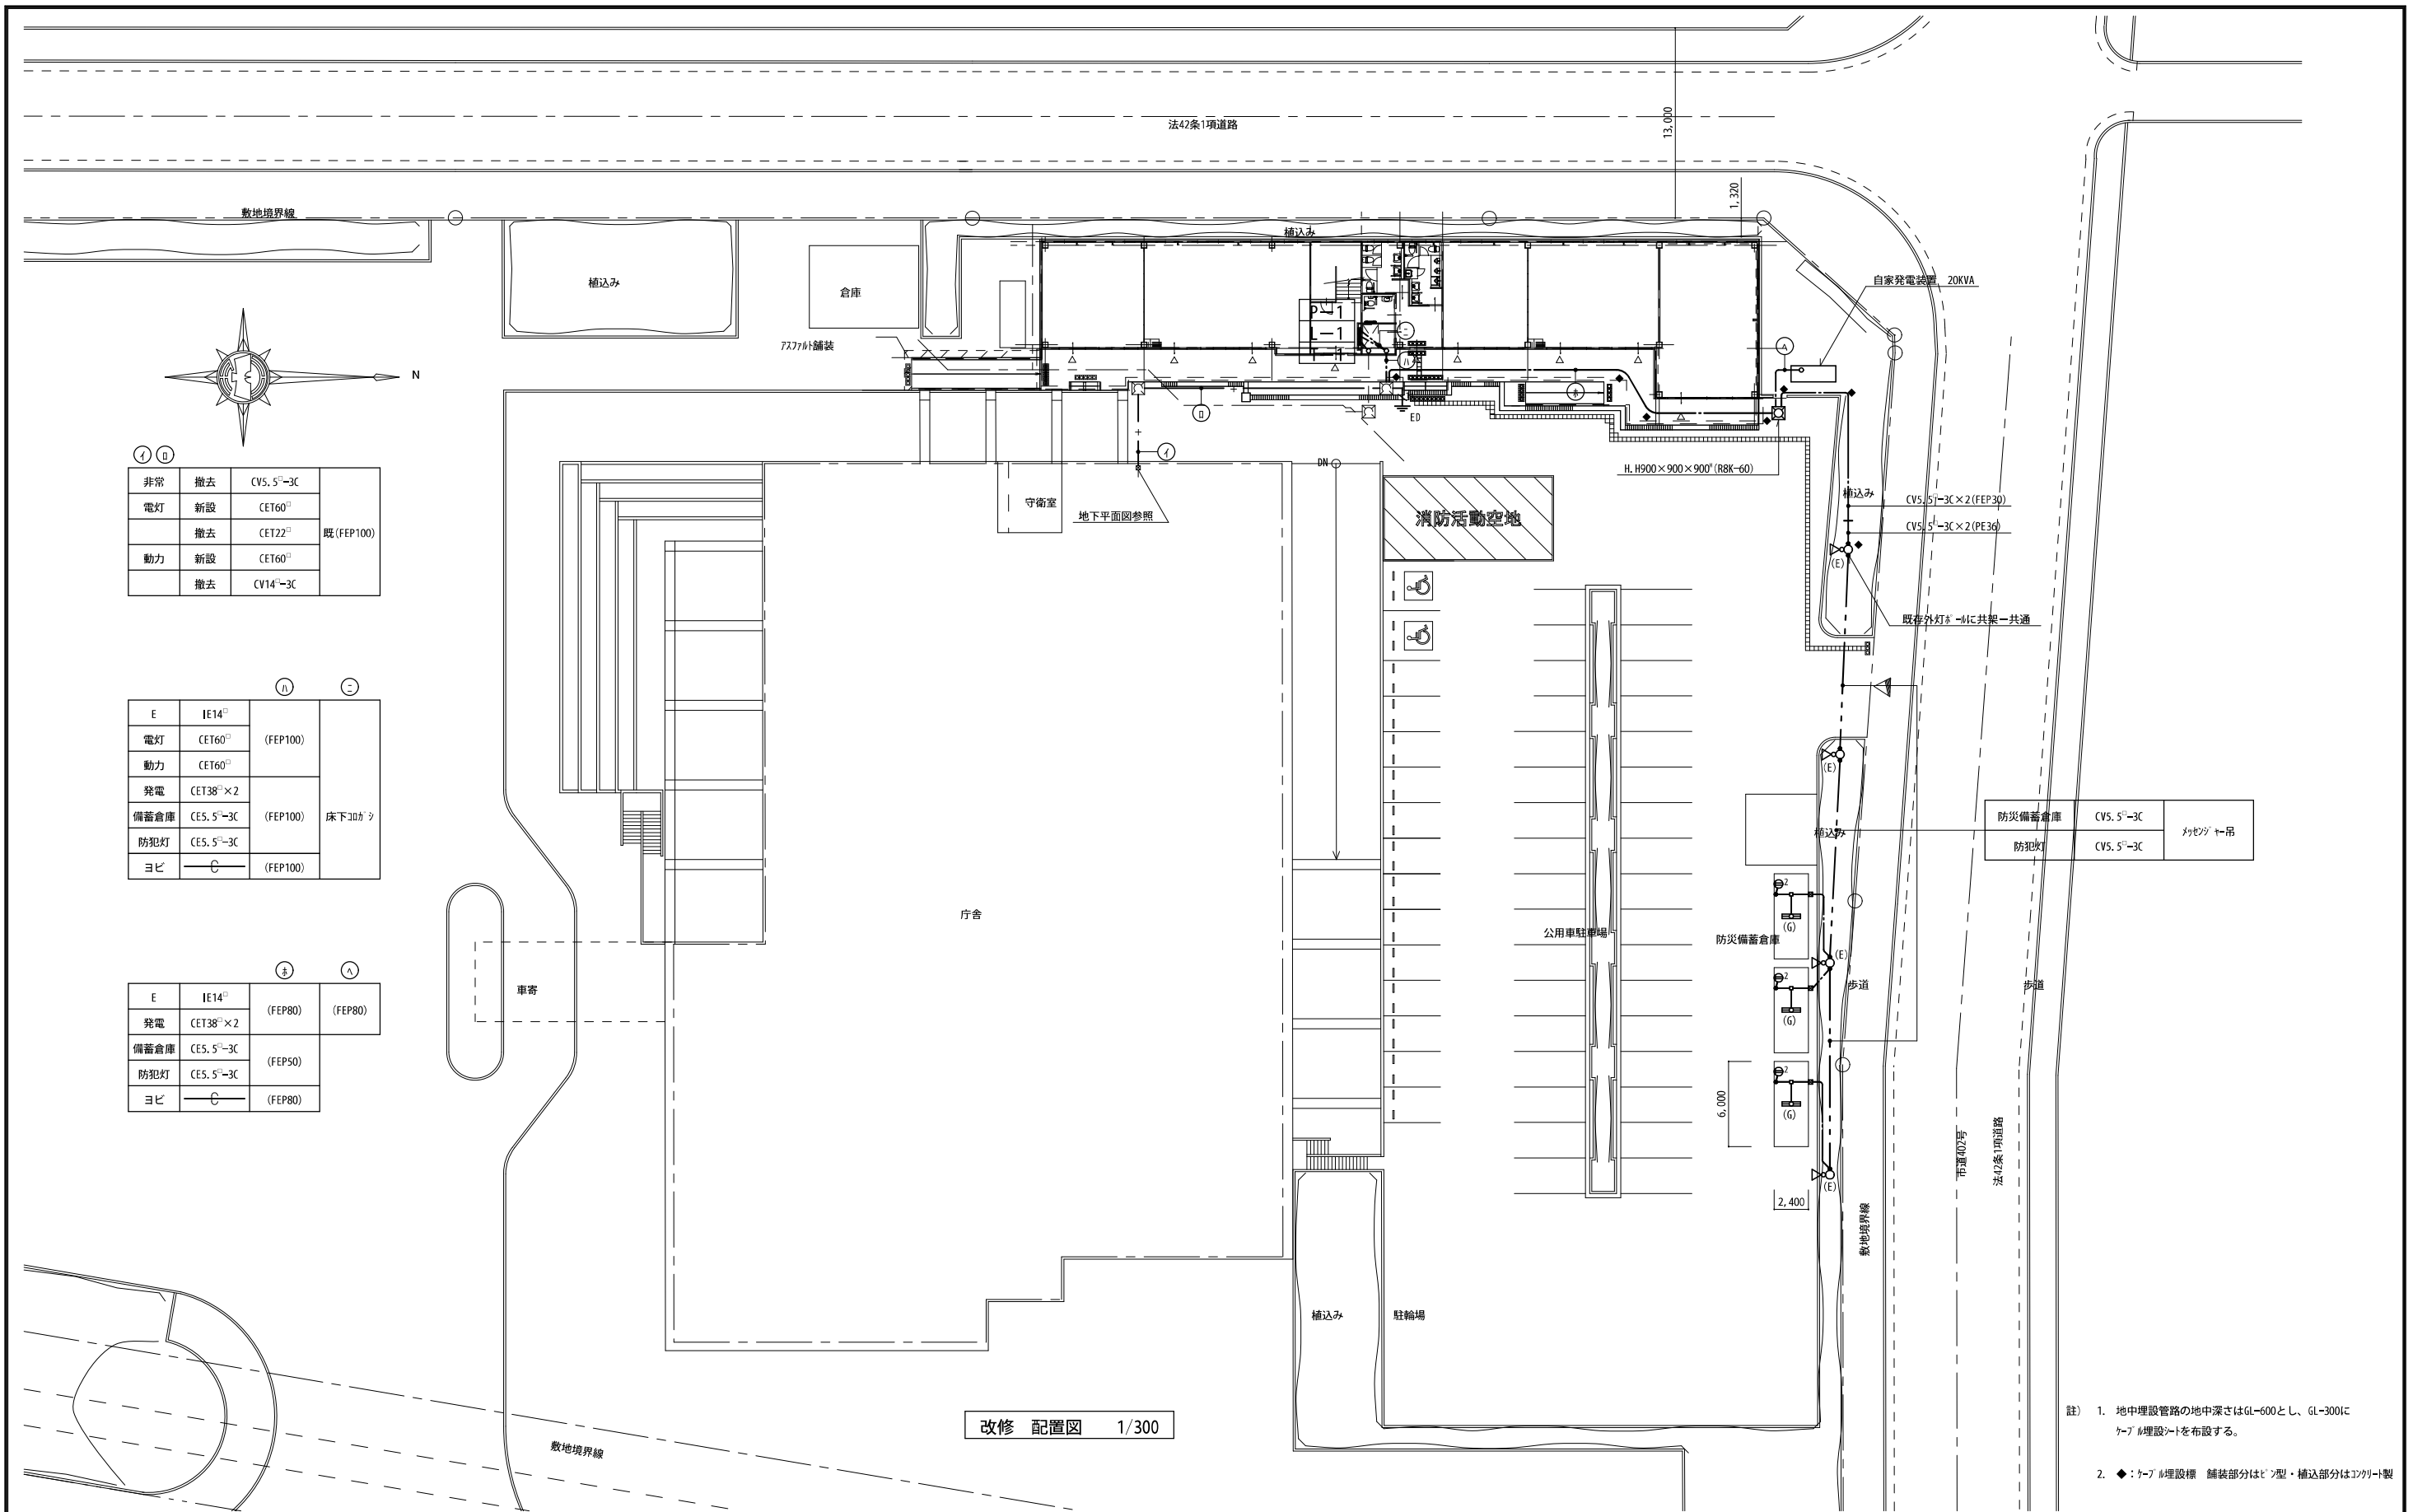 法42条1項道路
13,000
1,320
敷地境界線
植込み
植込み
倉庫
自家発電装置 20KVA
P-1
L-1
T-1
ニ
ハ
ヘ
アスファルト舗装
N
ロ
ホ
ED
イ
DN
H.H900×900×900ᴴ(R8K-60)
守衛室
地下平面図参照
消防活動空地
植込み
CV5.5□-3C×2(FEP30)
CV5.5□-3C×2(PE36)
(E)
既存外灯ポールに共架-共通
イ ロ
非常 撤去 CV5.5□-3C 既(FEP100)
電灯 新設 CET60□
撤去 CET22□
動力 新設 CET60□
撤去 CV14□-3C
ハ ニ
E IE14□ (FEP100) 床下コロガシ
電灯 CET60□
動力 CET60□
発電 CET38□×2 (FEP100)
備蓄倉庫 CE5.5□-3C
防犯灯 CE5.5□-3C
ヨビ C (FEP100)
(E)
植込み
防災備蓄倉庫 CV5.5□-3C メッセンジャー吊
防犯灯 CV5.5□-3C
庁舎
公用車駐車場
防災備蓄倉庫
2
(G)
(E)
2
(G)
歩道
歩道
車寄
ホ ヘ
E IE14□ (FEP80) (FEP80)
発電 CET38□×2
備蓄倉庫 CE5.5□-3C (FEP50)
防犯灯 CE5.5□-3C
ヨビ C (FEP80)
2
(G)
6,000
(E)
2,400
市道402号
法42条1項道路
敷地境界線
植込み
駐輪場
改修 配置図 1/300
敷地境界線
註) 1. 地中埋設管路の地中深さはGL-600とし、GL-300に
ケーブル埋設シートを布設する。
2. ◆:ケーブル埋設標 舗装部分はピン型・植込部分はコンクリート製